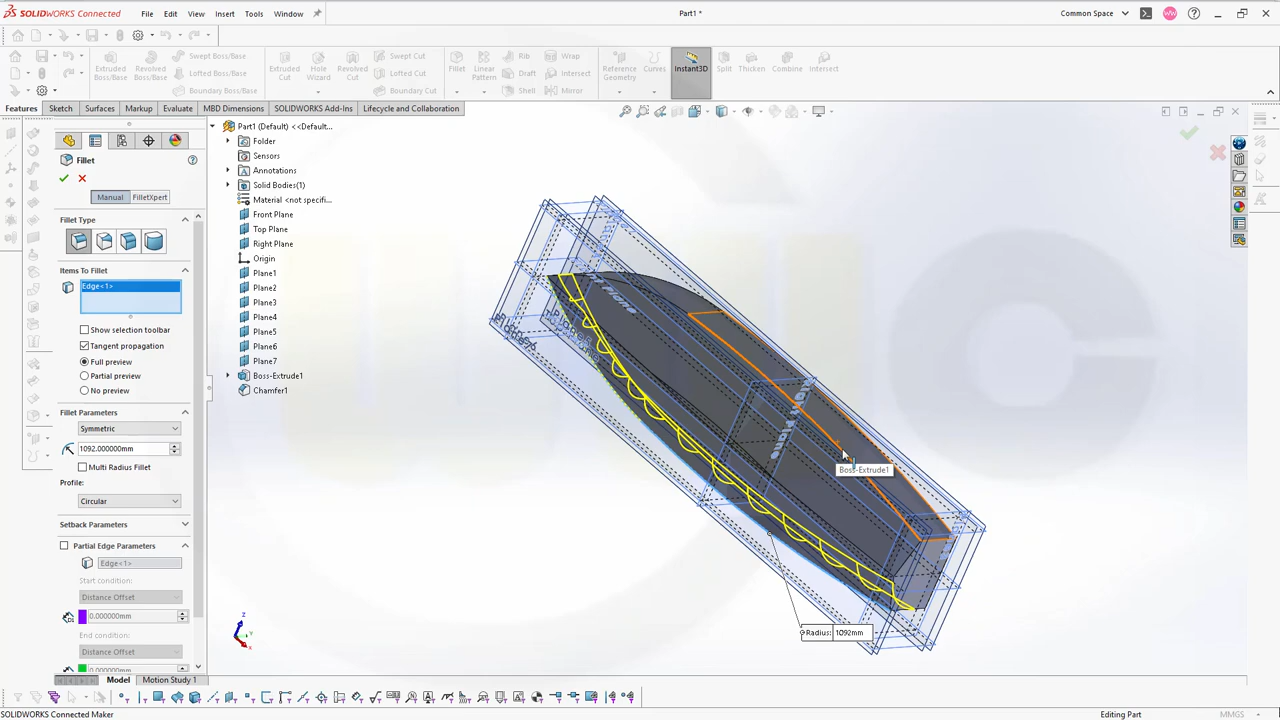 SOLIDWORKS Connected
File
Edit
View
Insert
Tools
Window
Part1 *
Common Space
WW
Extruded Boss/Base
Revolved Boss/Base
Swept Boss/Base
Lofted Boss/Base
Boundary Boss/Base
Extruded Cut
Hole Wizard
Revolved Cut
Swept Cut
Lofted Cut
Boundary Cut
Fillet
Linear Pattern
Rib
Draft
Shell
Wrap
Intersect
Mirror
Reference Geometry
Curves
Instant3D
Split
Thicken
Combine
Intersect
Features
Sketch
Surfaces
Markup
Evaluate
MBD Dimensions
SOLIDWORKS Add-Ins
Lifecycle and Collaboration
Fillet
Manual
FilletXpert
Fillet Type
Items To Fillet
Edge<1>
Show selection toolbar
Tangent propagation
Full preview
Partial preview
No preview
Fillet Parameters
Symmetric
1092.000000mm
Multi Radius Fillet
Profile:
Circular
Setback Parameters
Partial Edge Parameters
Edge<1>
Start condition:
Distance Offset
0.000000mm
End condition:
Distance Offset
0.000000mm
Part1 (Default) <<Default...
Folder
Sensors
Annotations
Solid Bodies(1)
Material <not specifi...
Front Plane
Top Plane
Right Plane
Origin
Plane1
Plane2
Plane3
Plane4
Plane5
Plane6
Plane7
Boss-Extrude1
Chamfer1
Boss-Extrude1
Radius: 1092mm
Model
Motion Study 1
SOLIDWORKS Connected Maker
Editing Part
MMGS